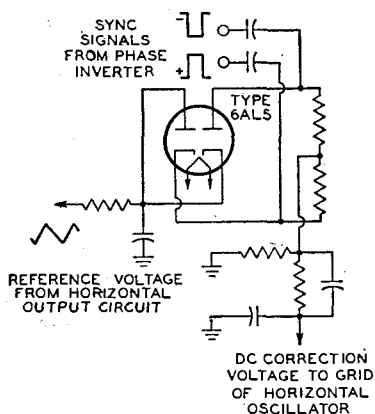 SYNC
SIGNALS
FROM PHASE
INVERTER
−
+
TYPE
6AL5
REFERENCE VOLTAGE
FROM HORIZONTAL
OUTPUT CIRCUIT
DC CORRECTION
VOLTAGE TO GRID
OF HORIZONTAL
OSCILLATOR